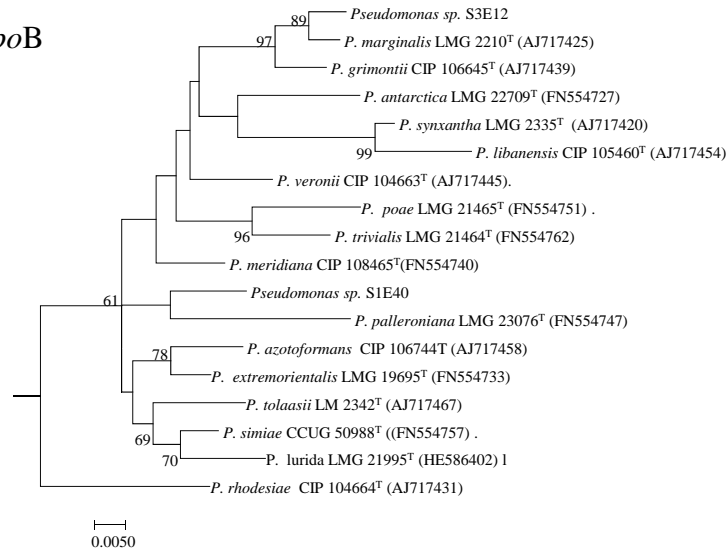 poB
89
Pseudomonas sp. S3E12
97
P. marginalis LMG 2210T (AJ717425)
P. grimontii CIP 106645T (AJ717439)
P. antarctica LMG 22709T (FN554727)
P. synxantha LMG 2335T (AJ717420)
99
P. libanensis CIP 105460T (AJ717454)
P. veronii CIP 104663T (AJ717445).
P. poae LMG 21465T (FN554751) .
96
P. trivialis LMG 21464T (FN554762)
P. meridiana CIP 108465T(FN554740)
61
Pseudomonas sp. S1E40
P. palleroniana LMG 23076T (FN554747)
78
P. azotoformans CIP 106744T (AJ717458)
P. extremorientalis LMG 19695T (FN554733)
P. tolaasii LM 2342T (AJ717467)
69
P. simiae CCUG 50988T ((FN554757) .
70
P. lurida LMG 21995T (HE586402) l
P. rhodesiae CIP 104664T (AJ717431)
0.0050